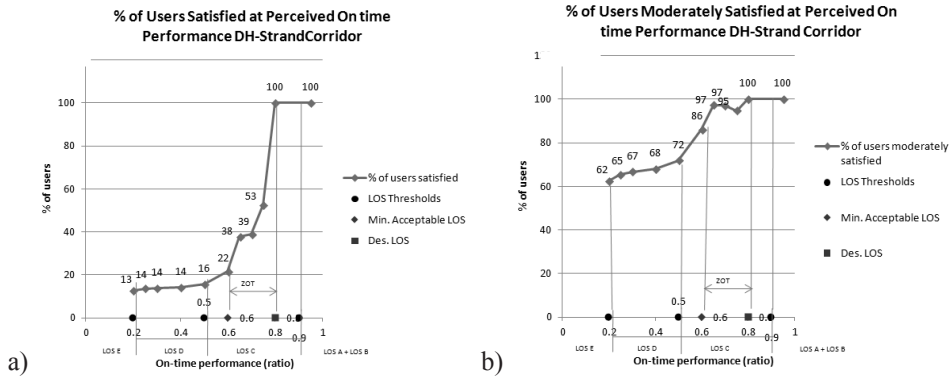 % of Users Satisfied at Perceived On time
Performance DH-StrandCorridor
100 100
100
80
60
53
40
38 39
22
20
13 14 14 14 16
0.5
ZOT
0.6
0
0 0.2 0.4 0.6 0.8 1
0.9
LOS E LOS D LOS C LOS A + LOS B
% of users
On-time performance (ratio)
% of users satisfied
LOS Thresholds
Min. Acceptable LOS
Des. LOS
a)
% of Users Moderately Satisfied at Perceived On
time Performance DH-Strand Corridor
1
100 100
100
97 97 95
86
80
72
62 65 67 68
60
40
20
0.5
ZOT
0.6
0
0 0.2 0.4 0.6 0.8 1
0.9
LOS E LOS D LOS C LOS A + LOS B
% of users
On-time performance (ratio)
% of users moderately
satisfied
LOS Thresholds
Min. Acceptable LOS
Des. LOS
b)